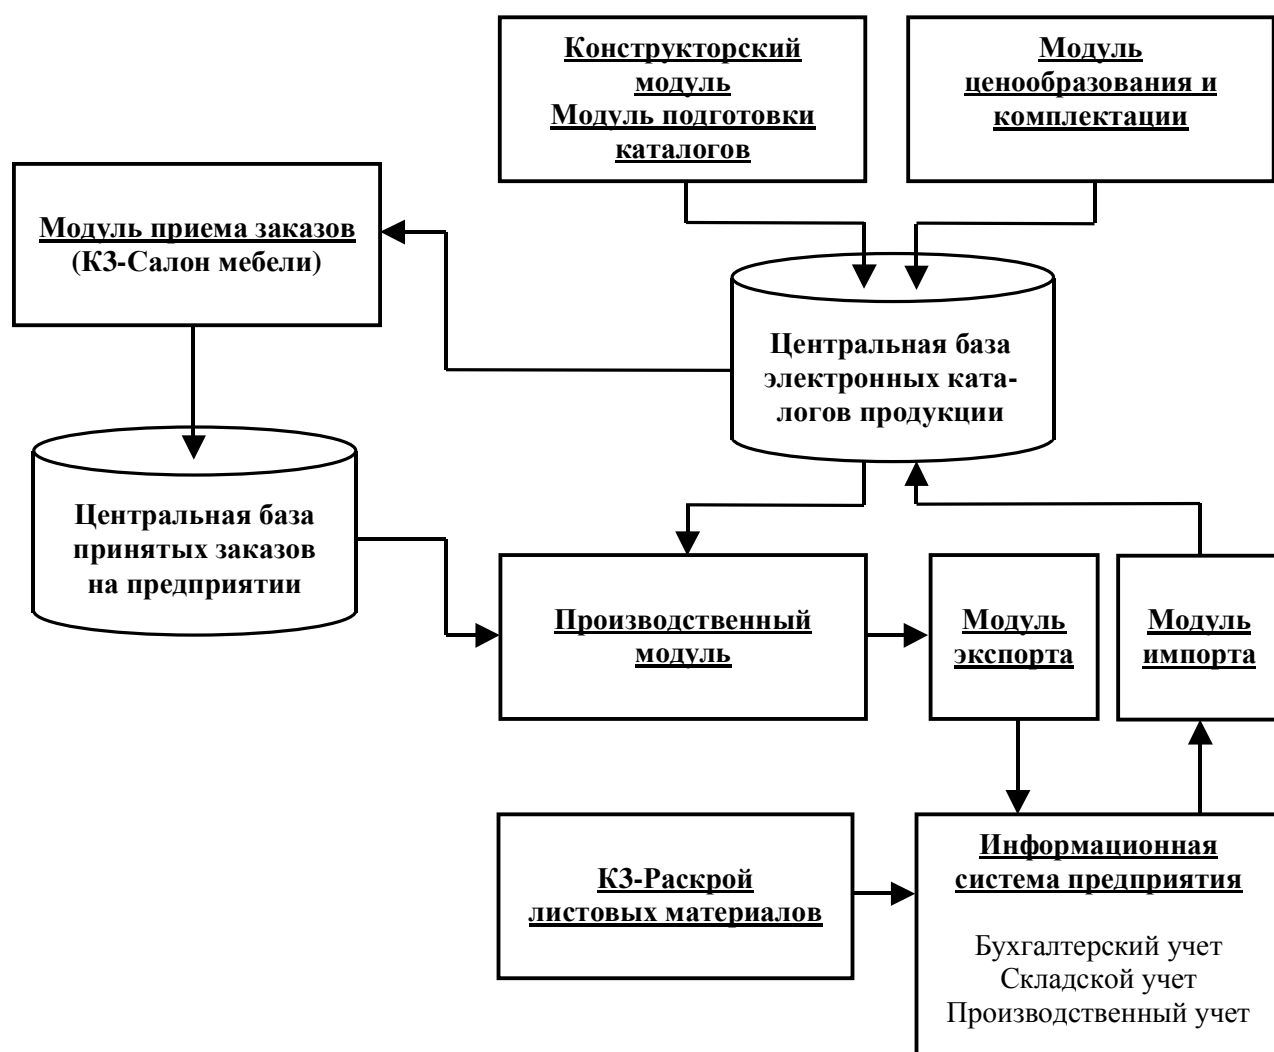 Конструкторский
модуль
Модуль подготовки
каталогов
Модуль
ценообразования и
комплектации
Модуль приема заказов
(К3-Салон мебели)
Центральная база
электронных ката-
логов продукции
Центральная база
принятых заказов
на предприятии
Производственный
модуль
Модуль
экспорта
Модуль
импорта
К3-Раскрой
листовых материалов
Информационная
система предприятия
Бухгалтерский учет
Складской учет
Производственный учет